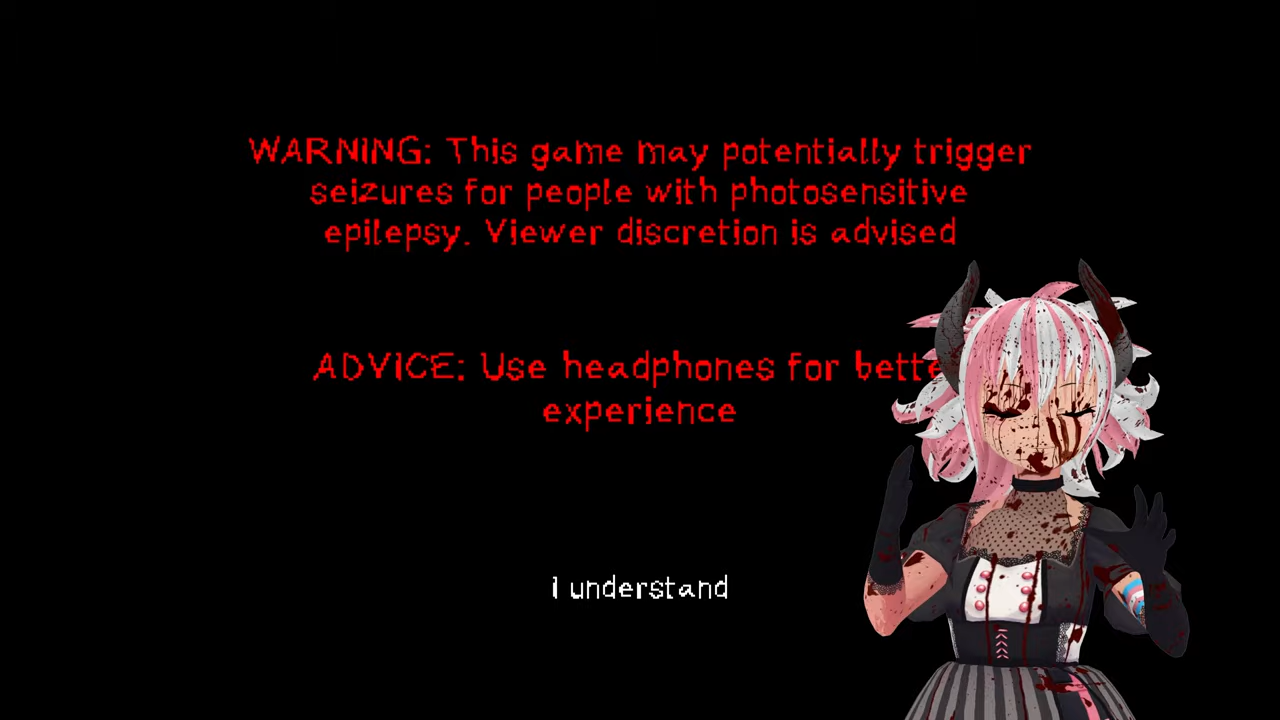 WARNING: This game may potentially trigger
seizures for people with photosensitive
epilepsy. Viewer discretion is advised
ADVICE: Use headphones for bette
experience
I understand